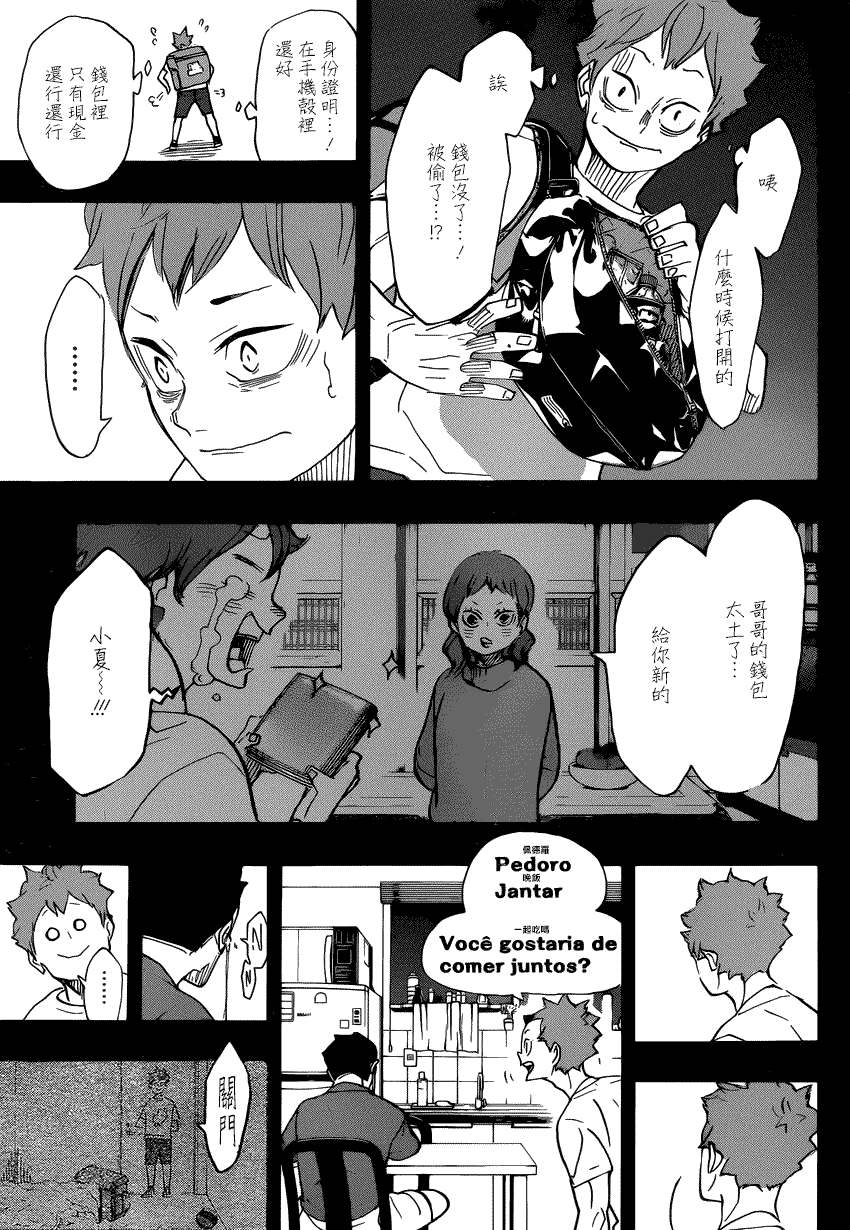 咦
什麼時候打開的
誒
錢包沒了…！
被偷了…!?
身份證明…！
在手機殼裡
還好
錢包裡
只有現金
還行還行
……
哥哥的錢包
太土了…
給你新的
小夏～!!!
佩德羅
Pedoro
晚飯
Jantar
一起吃嗎
Você gostaria de
comer juntos?
……
關門